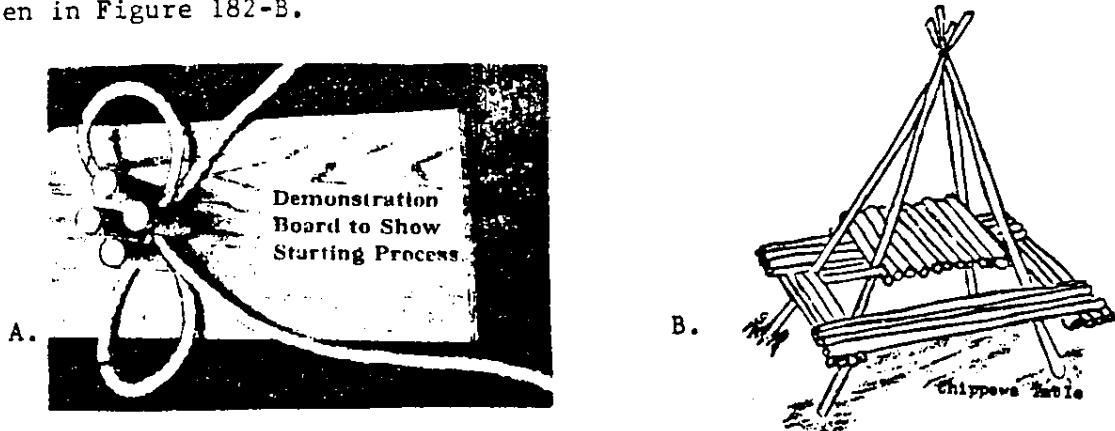 en in Figure 182-B.
Demonstration
Board to Show
Starting Process
A.
B.
Chippewa Table